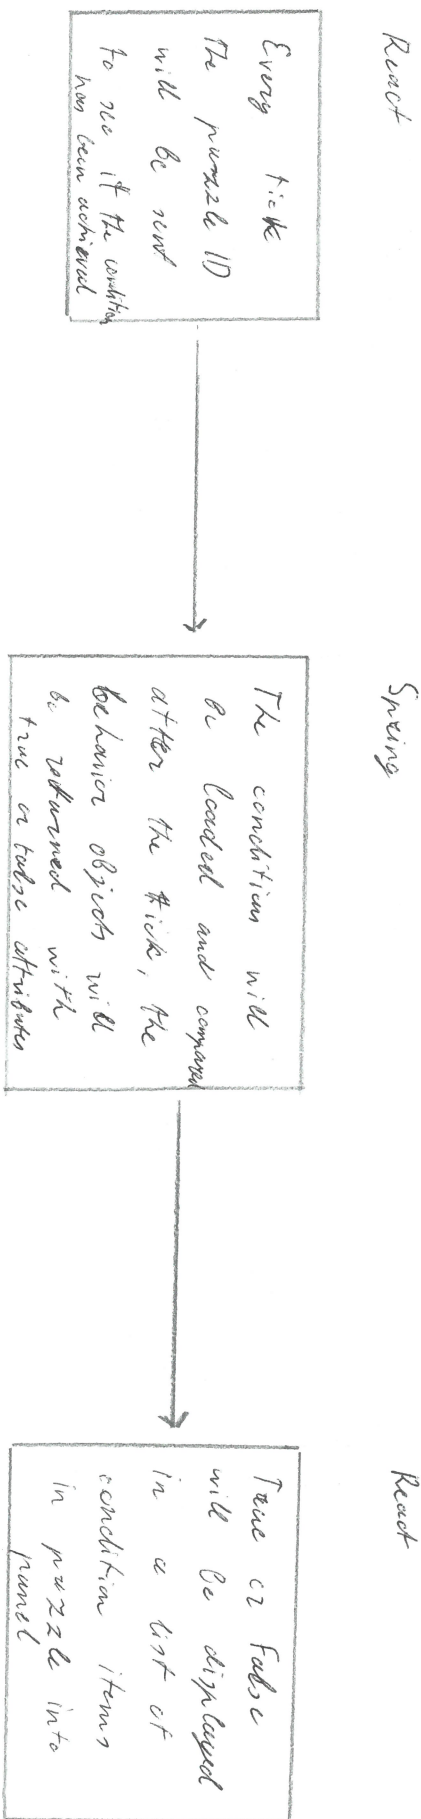 React
Every tick
The puzzle ID
will be sent
to see if the condition
has been achieved
Spring
The conditions will
be loaded and compared
after the tick, the
behavior objects will
be returned with
true or false attributes
React
True or False
will be displayed
in a list of
condition items
in puzzle info
panel